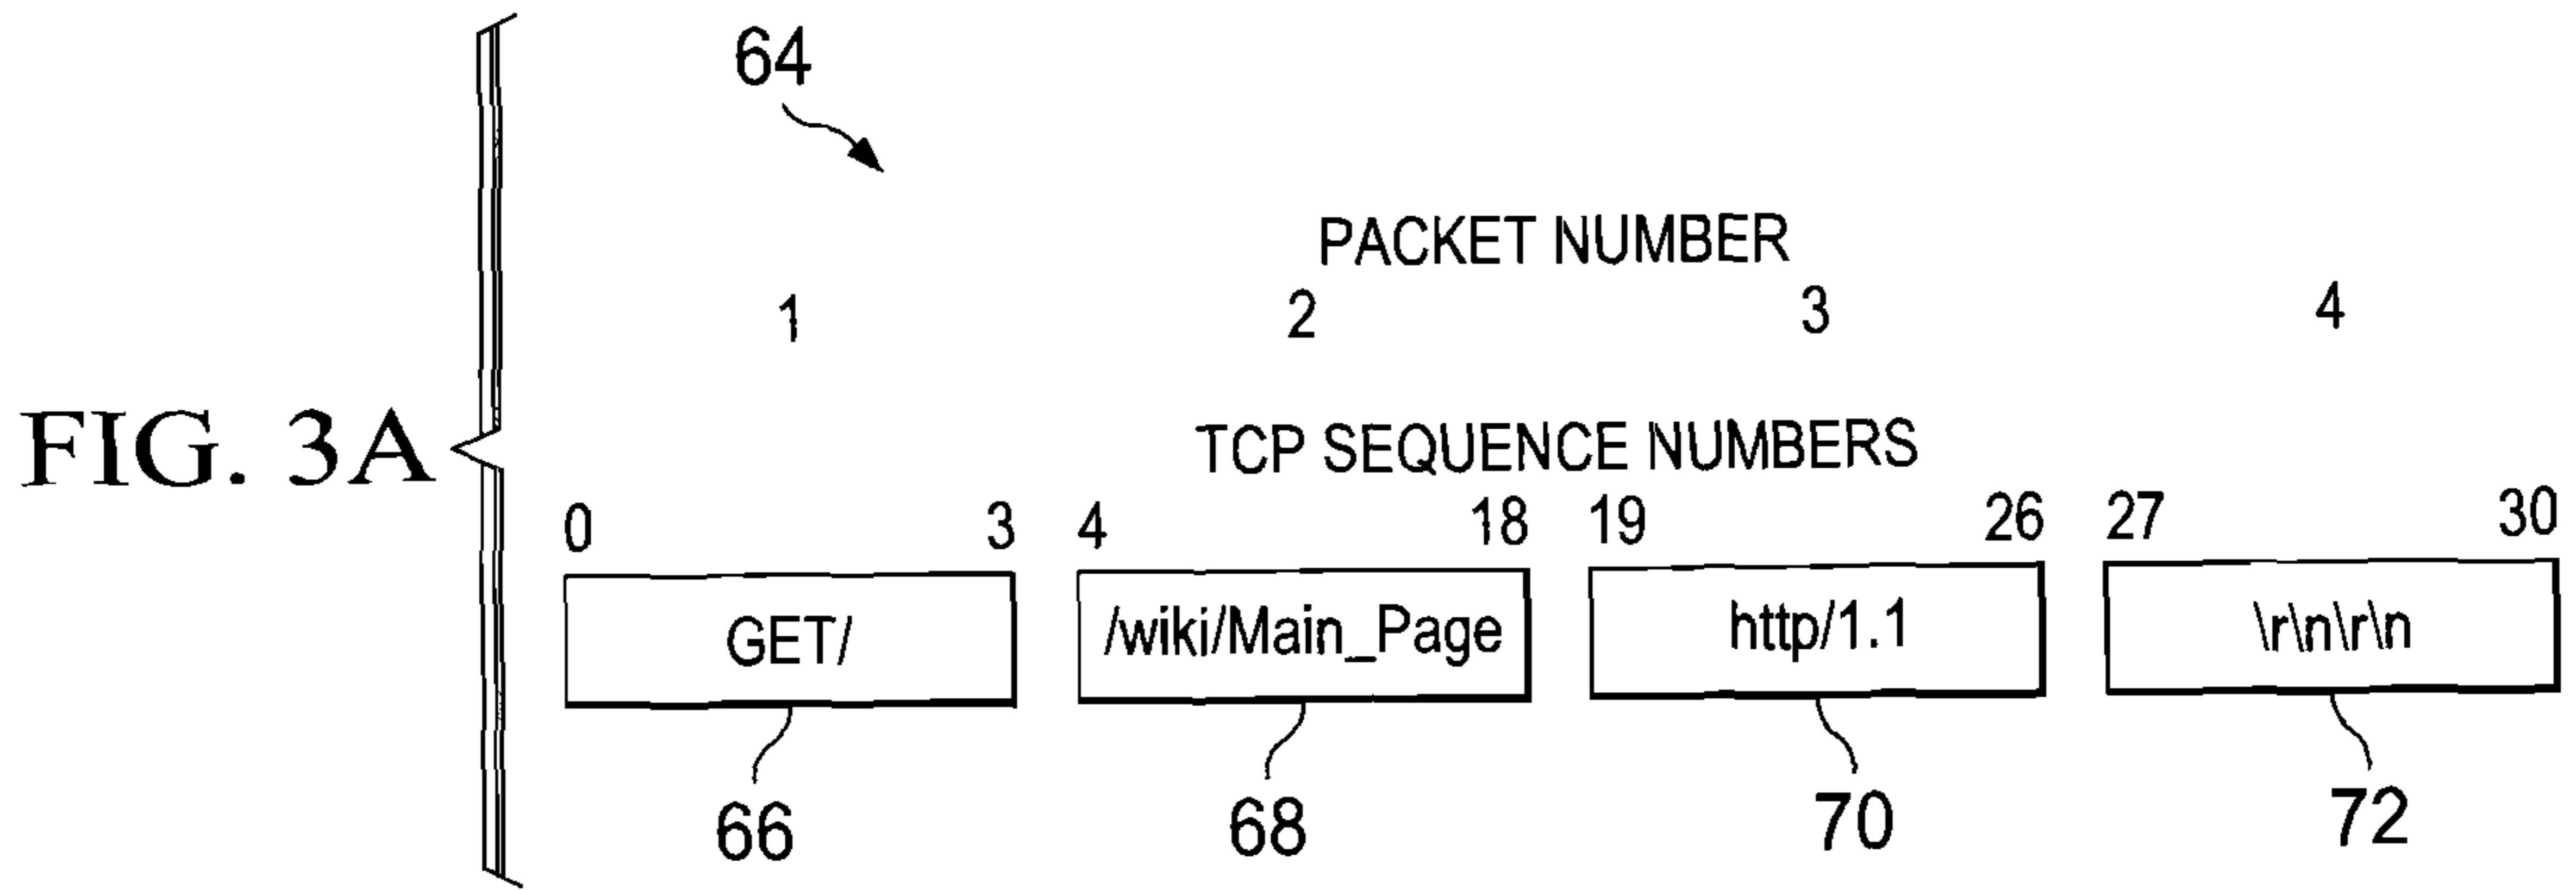 64
PACKET NUMBER
1 2 3 4
FIG. 3A
TCP SEQUENCE NUMBERS
0 3 4 18 19 26 27 30
GET/ /wiki/Main_Page http/1.1 \r\n\r\n
66 68 70 72